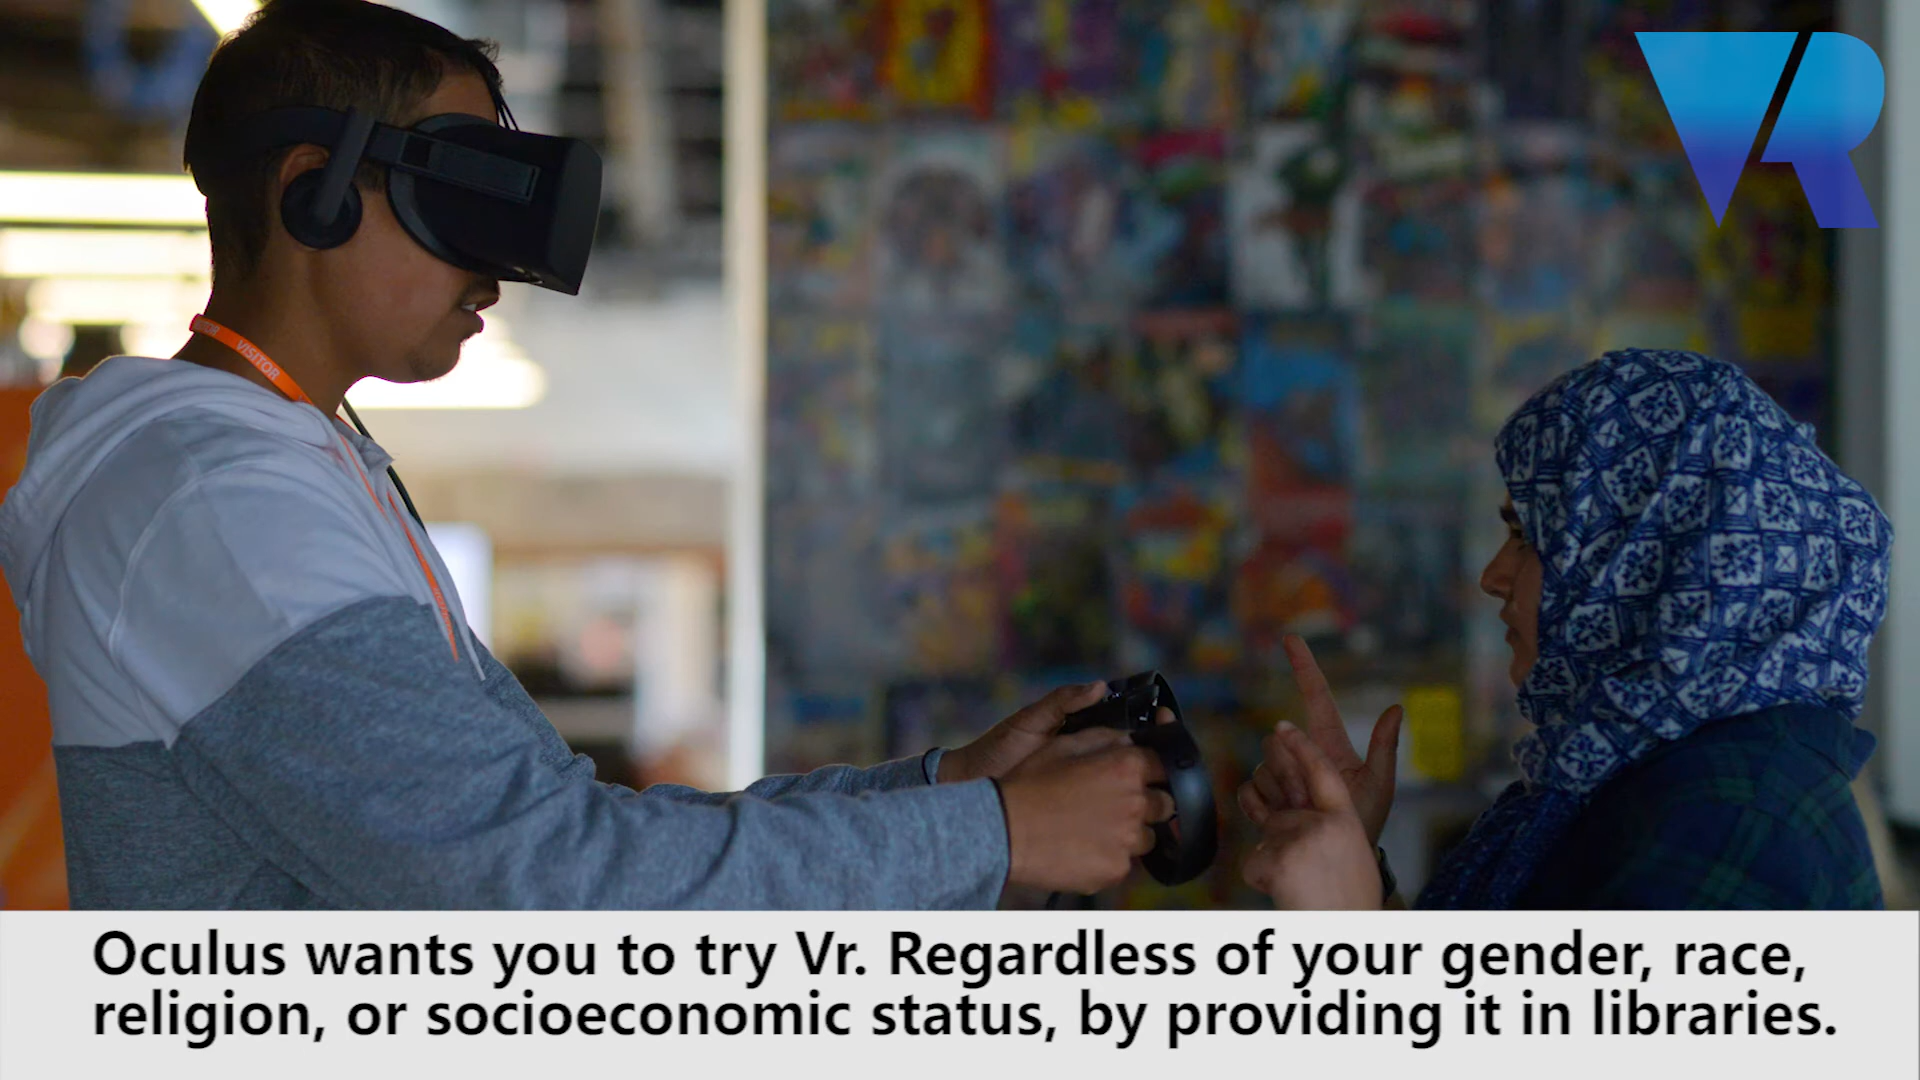 VR
VISITOR
Oculus wants you to try Vr. Regardless of your gender, race,
religion, or socioeconomic status, by providing it in libraries.